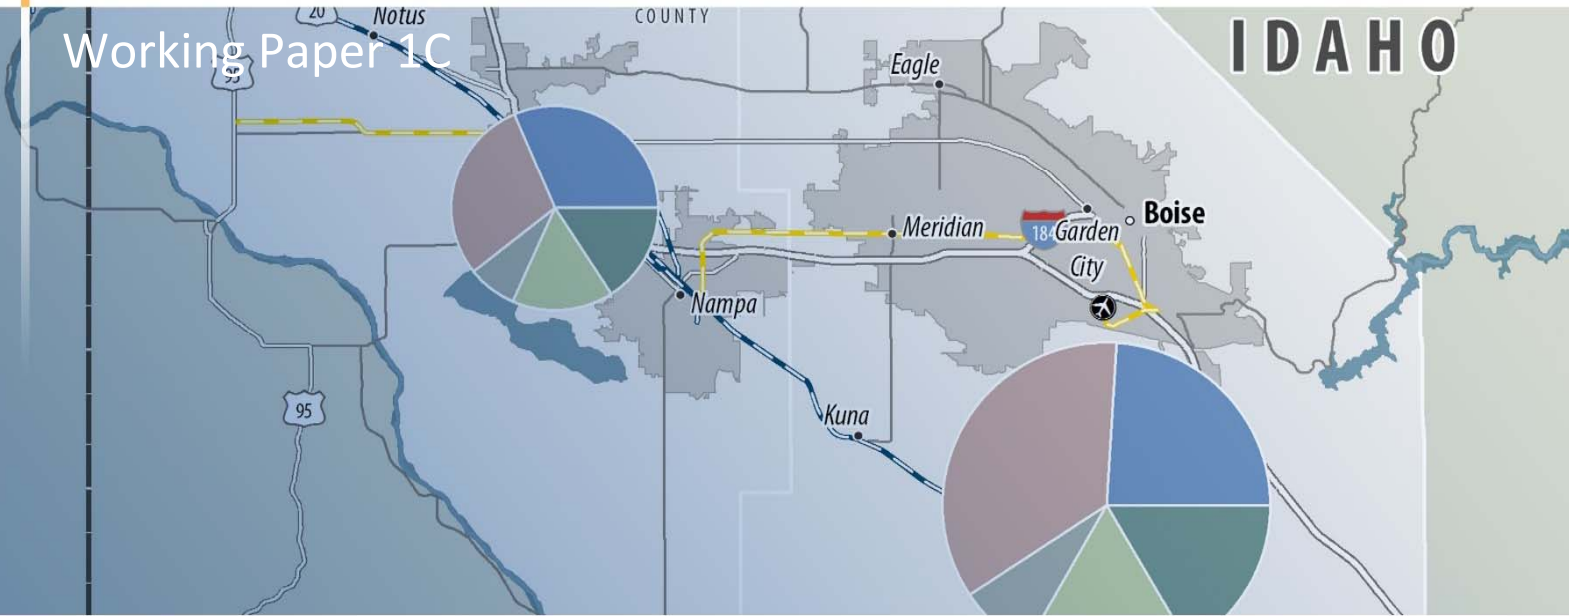 20
Notus
COUNTY
IDAHO
Working Paper 1C
95
Eagle
Boise
184
Meridian
Garden
City
Nampa
95
Kuna